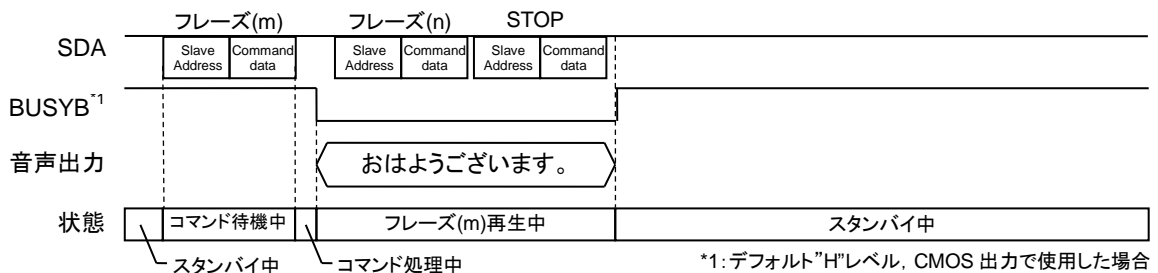 フレーズ(m) フレーズ(n) STOP
SDA
Slave Address Command data Slave Address Command data Slave Address Command data
BUSYB*1
音声出力 おはようございます。
状態 コマンド待機中 フレーズ(m)再生中 スタンバイ中
スタンバイ中 コマンド処理中 *1:デフォルト”H”レベル, CMOS 出力で使用した場合